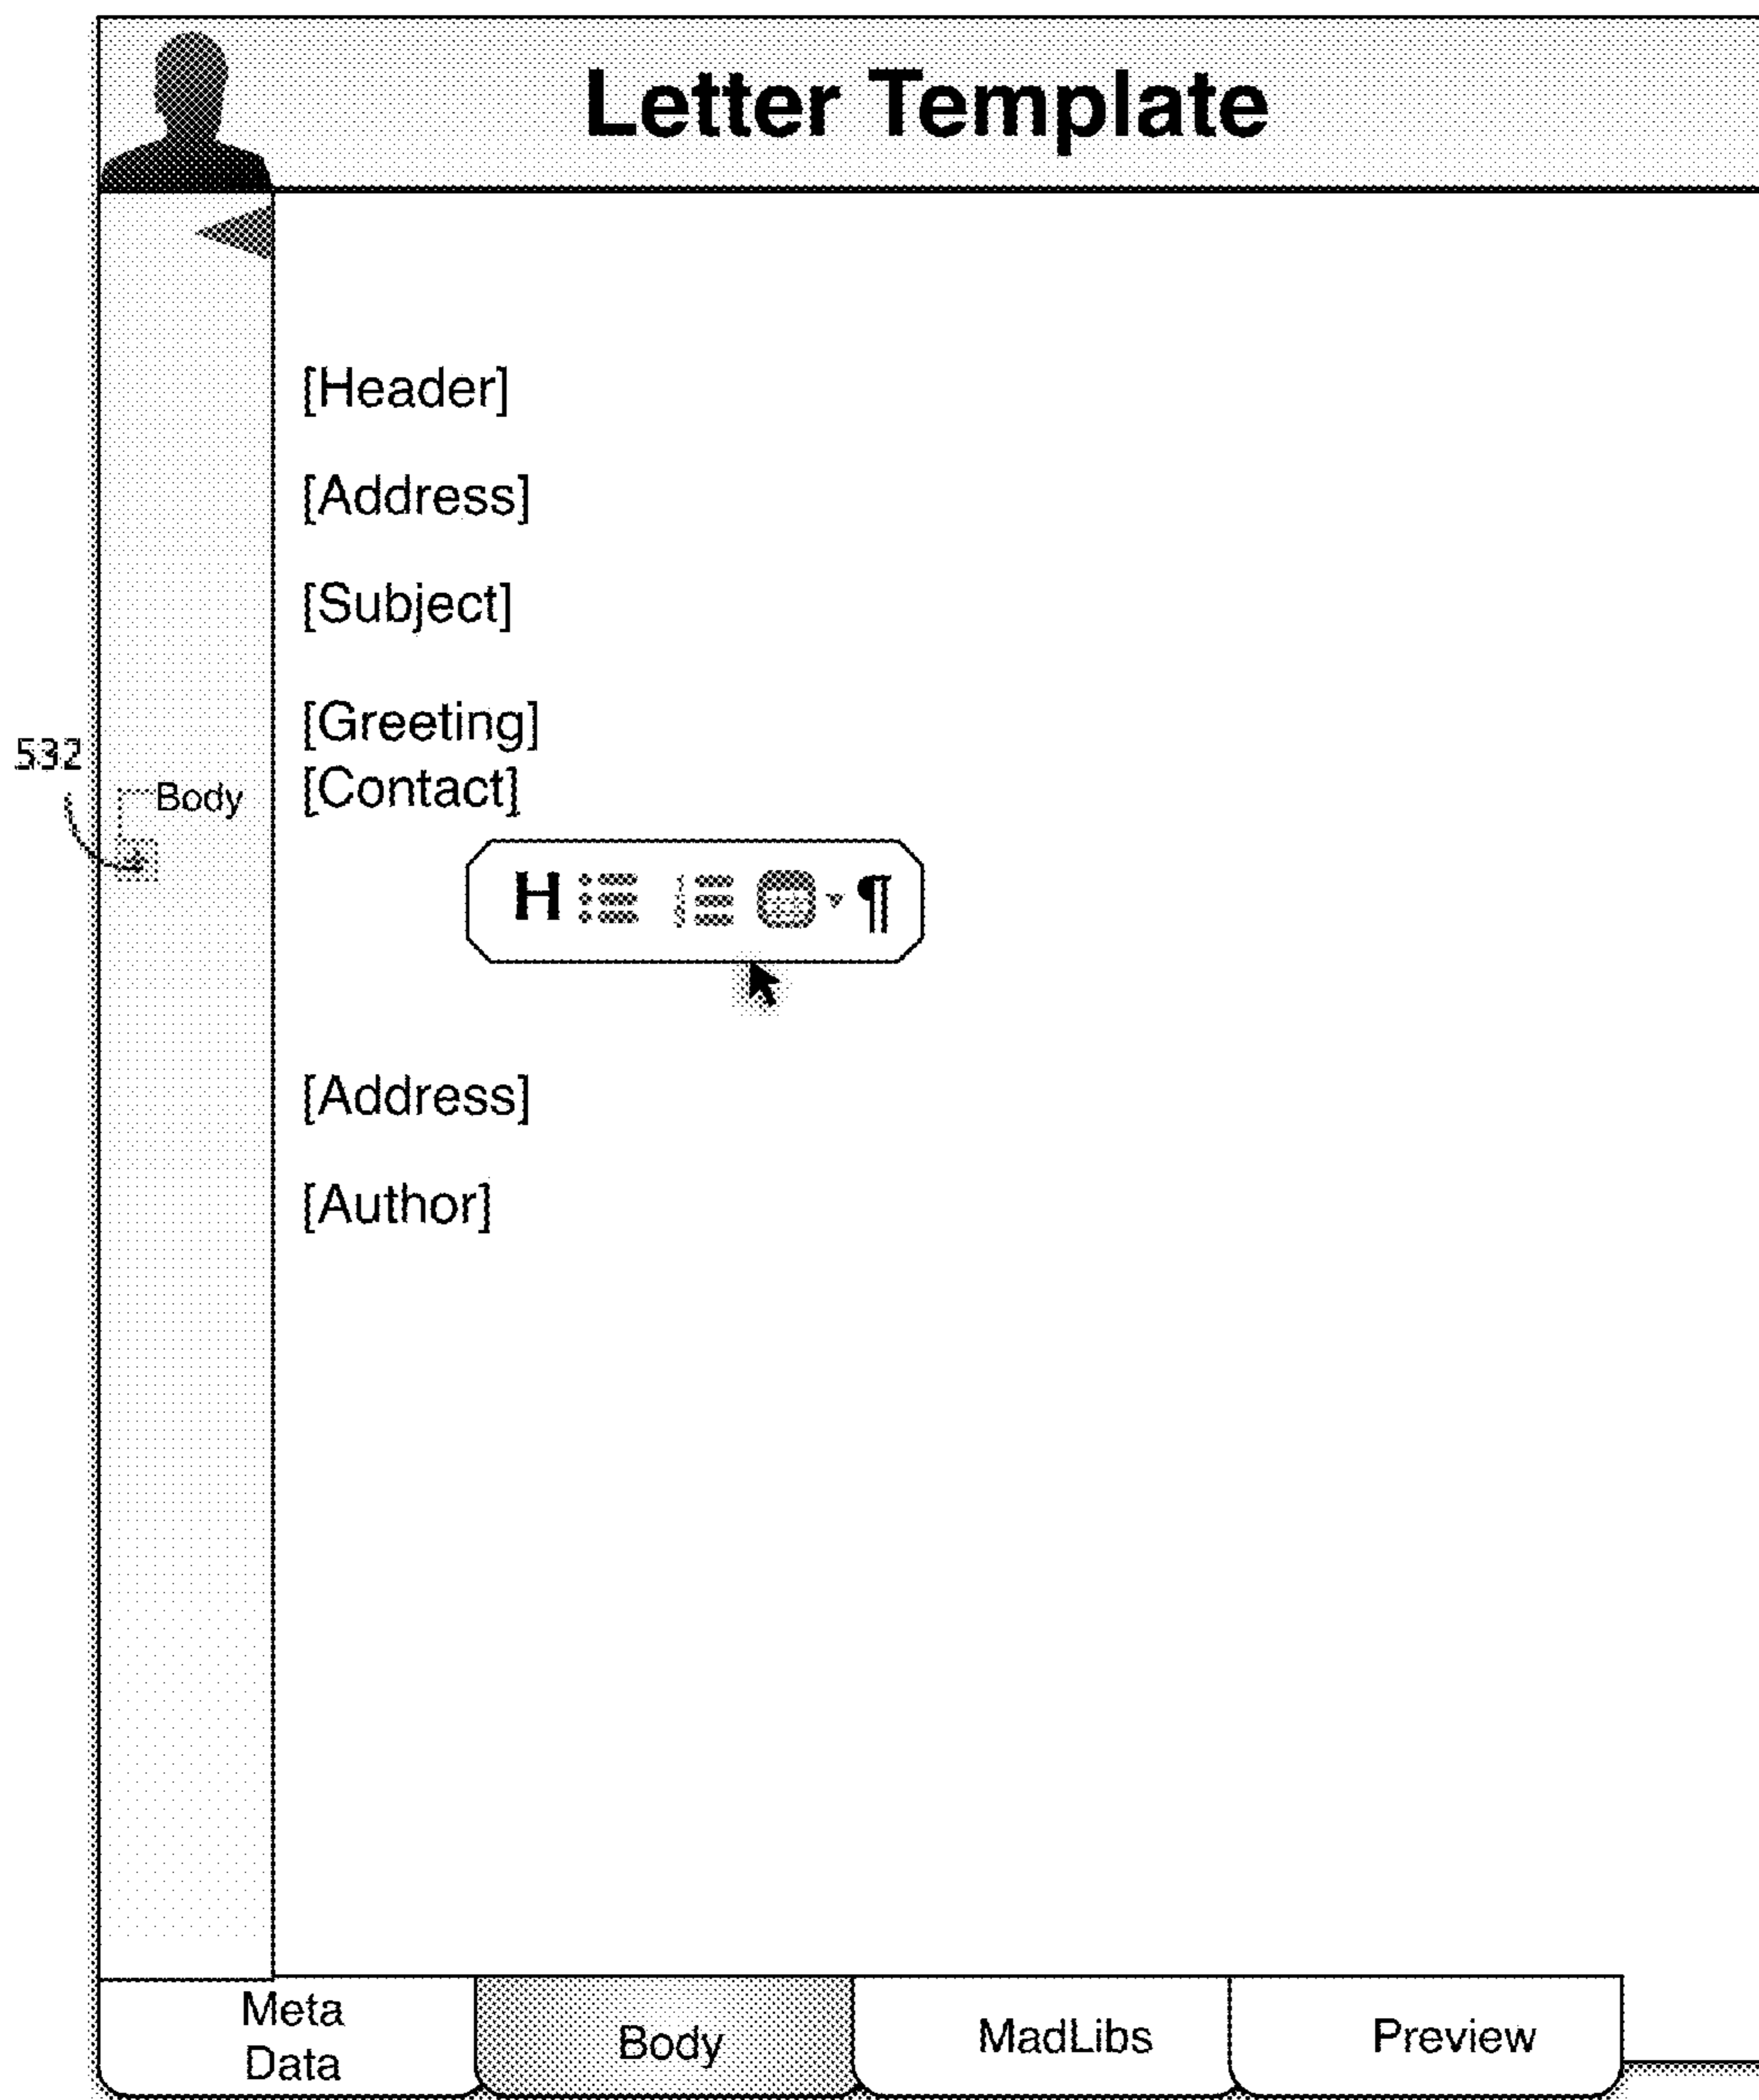 Letter Template
[Header]
[Address]
[Subject]
[Greeting]
532
Body
[Contact]
H ¶
[Address]
[Author]
Meta
Data
Body
MadLibs
Preview